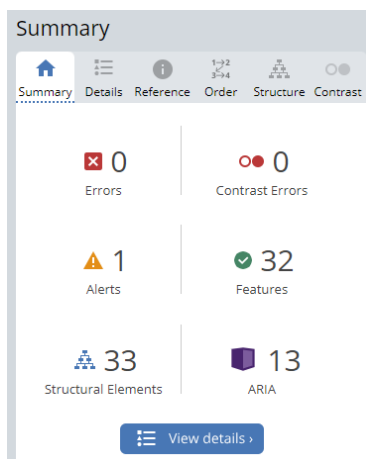 Summary
Summary Details Reference Order Structure Contrast
0 0
Errors Contrast Errors
1 32
Alerts Features
33 13
Structural Elements ARIA
View details ›